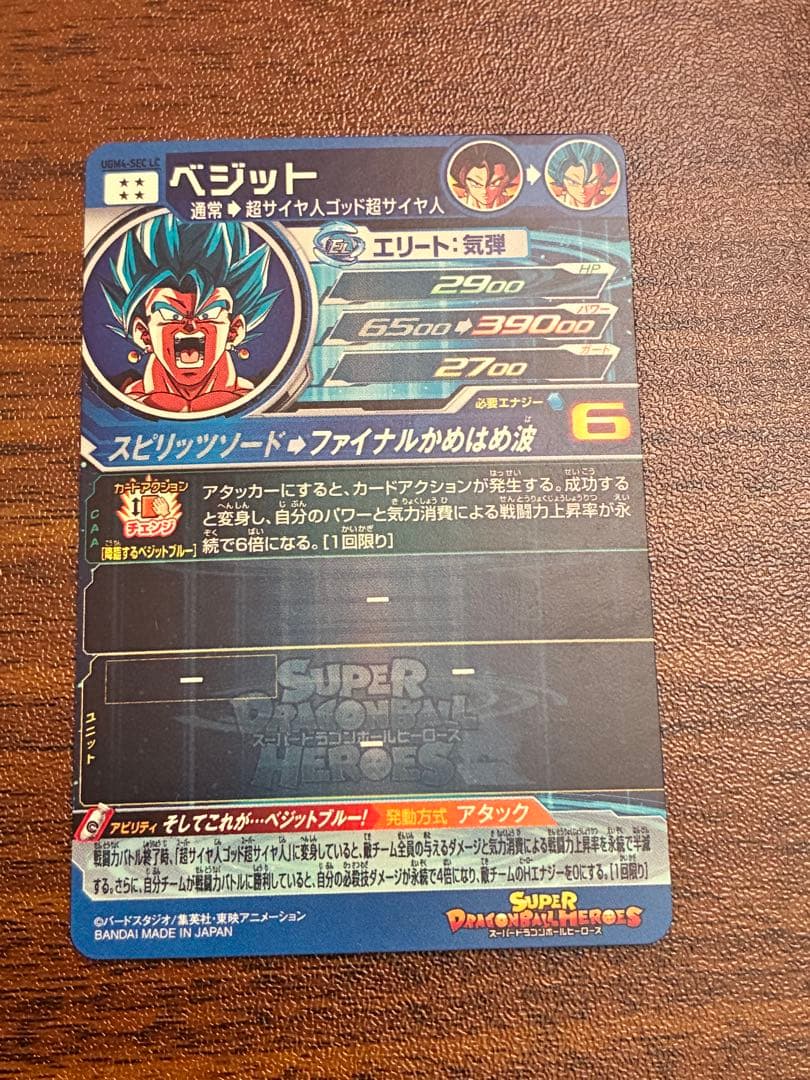 UGM4-SEC LC
ベジット
通常➡超サイヤ人ゴッド超サイヤ人
EL エリート:気弾
HP
2900
パワー
6500➡39000
ガード
2700
必要エナジー 6
スピリッツソード➡ファイナルかめはめ波
CAA
カードアクション
チェンジ
[降臨するベジットブルー]
アタッカーにすると、カードアクションが発生する。成功する
と変身し、自分のパワーと気力消費による戦闘力上昇率が永
続で6倍になる。[1回限り]
ー
ユニット
ー
ー
ー
SUPER
DRAGONBALL
スーパードラゴンボールヒーローズ
HEROES
アビリティ そしてこれが…ベジットブルー! 発動方式 アタック
戦闘力バトル終了時、「超サイヤ人ゴッド超サイヤ人」に変身していると、敵チーム全員の与えるダメージと気力消費による戦闘力上昇率を永続で半減
する。さらに、自分チームが戦闘力バトルに勝利していると、自分の必殺技ダメージが永続で4倍になり、敵チームのHエナジーを0にする。[1回限り]
©バードスタジオ/集英社・東映アニメーション
BANDAI MADE IN JAPAN
SUPER
DRAGONBALL HEROES
スーパードラゴンボールヒーローズ